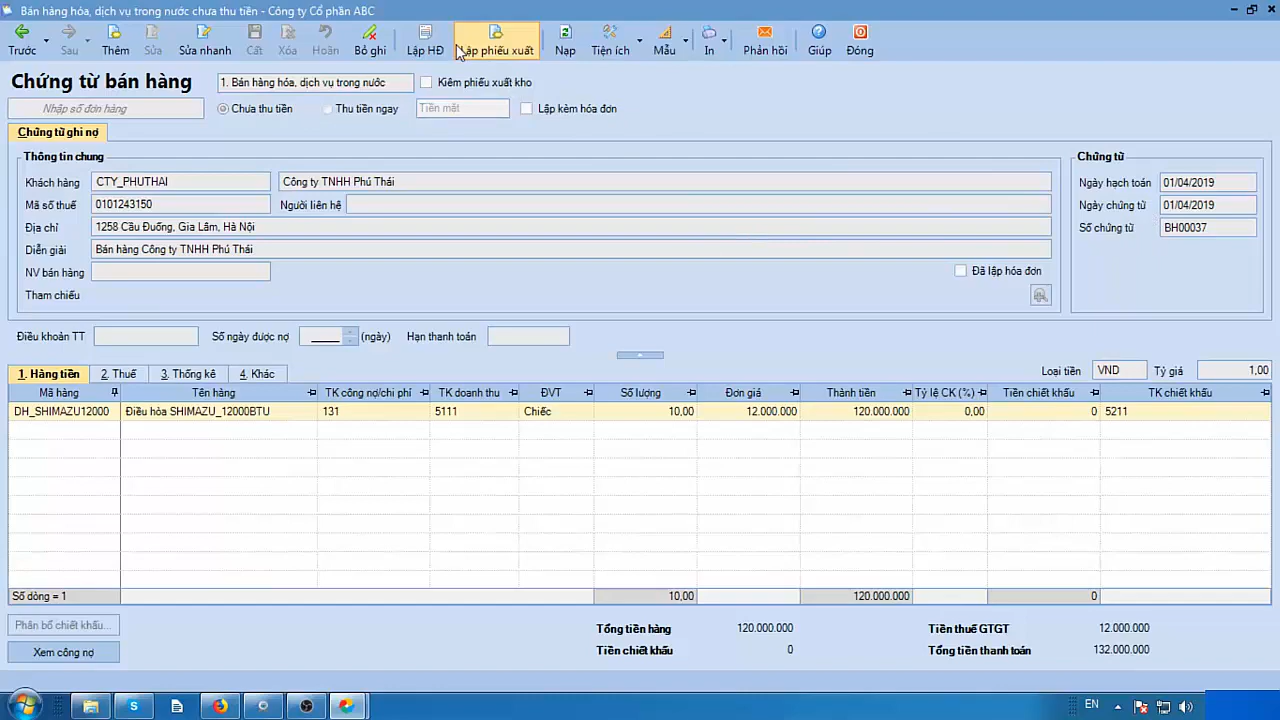 Bán hàng hóa, dịch vụ trong nước chưa thu tiền - Công ty Cổ phần ABC
Trước Sau Thêm Sửa Sửa nhanh Cất Xóa Hoãn Bỏ ghi Lập HĐ Lập phiếu xuất Nạp Tiện ích Mẫu In Phản hồi Giúp Đóng
Chứng từ bán hàng
1. Bán hàng hóa, dịch vụ trong nước
Kiêm phiếu xuất kho
Nhập số đơn hàng
Chưa thu tiền
Thu tiền ngay
Tiền mặt
Lập kèm hóa đơn
Chứng từ ghi nợ
Thông tin chung
Khách hàng CTY_PHUTHAI Công ty TNHH Phú Thái
Mã số thuế 0101243150 Người liên hệ
Địa chỉ 1258 Cầu Đuống, Gia Lâm, Hà Nội
Diễn giải Bán hàng Công ty TNHH Phú Thái
NV bán hàng Đã lập hóa đơn
Tham chiếu
Chứng từ
Ngày hạch toán 01/04/2019
Ngày chứng từ 01/04/2019
Số chứng từ BH00037
Điều khoản TT Số ngày được nợ (ngày) Hạn thanh toán
1. Hàng tiền 2. Thuế 3. Thống kê 4. Khác Loại tiền VND Tỷ giá 1,00
Mã hàng Tên hàng TK công nợ/chi phí TK doanh thu ĐVT Số lượng Đơn giá Thành tiền Tỷ lệ CK (%) Tiền chiết khấu TK chiết khấu
DH_SHIMAZU12000 Điều hòa SHIMAZU_12000BTU 131 5111 Chiếc 10,00 12.000.000 120.000.000 0,00 0 5211
Số dòng = 1 10,00 120.000.000 0
Phân bổ chiết khấu...
Xem công nợ
Tổng tiền hàng 120.000.000 Tiền thuế GTGT 12.000.000
Tiền chiết khấu 0 Tổng tiền thanh toán 132.000.000
S
EN